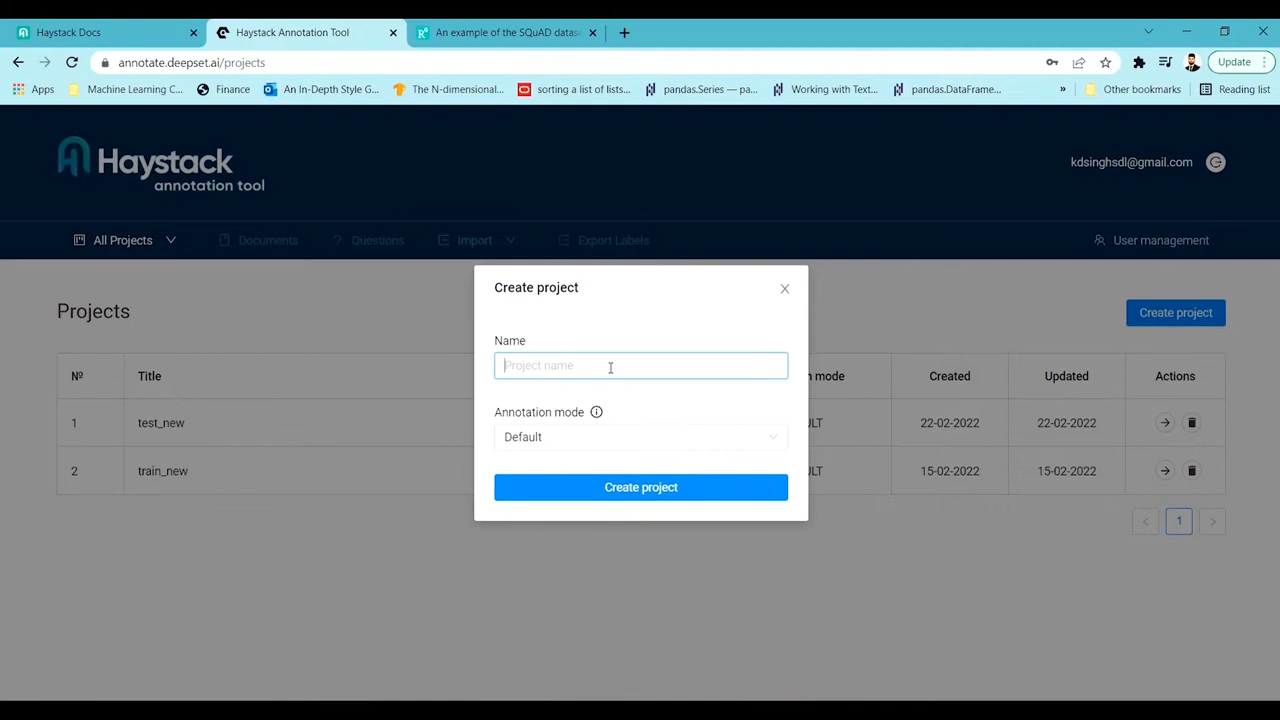 Haystack Docs
Haystack Annotation Tool
An example of the SQuAD datas
Update
annotate.deepset.ai/projects
Apps
Machine Learning C...
Finance
An In-Depth Style G...
The N-dimensional...
sorting a list of lists...
pandas.Series — pa...
Working with Text...
pandas.DataFrame...
»
Other bookmarks
Reading list
Haystack
annotation tool
kdsinghsdl@gmail.com
All Projects
Documents
? Questions
Import
Export Labels
User management
Projects
Create project
Create project
Name
Project name
Annotation mode
Default
Create project
Nº Title n mode Created Updated Actions
1 test_new LT 22-02-2022 22-02-2022
2 train_new LT 15-02-2022 15-02-2022
< 1 >